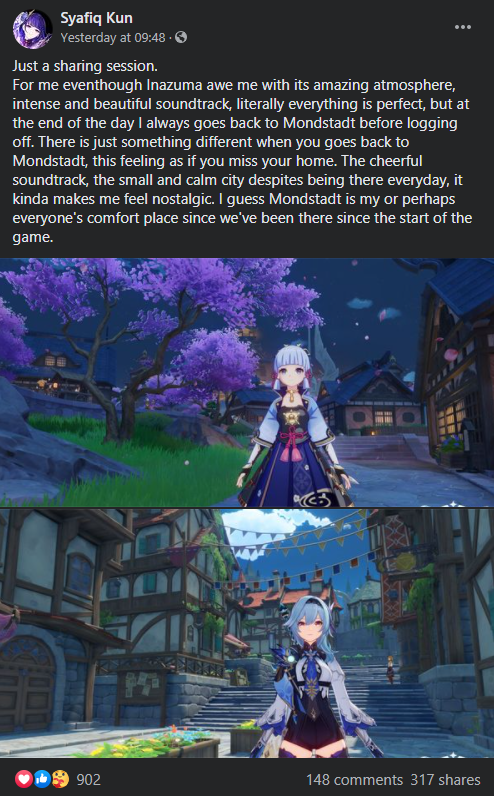 Syafiq Kun
Yesterday at 09:48 ·
Just a sharing session.
For me eventhough Inazuma awe me with its amazing atmosphere,
intense and beautiful soundtrack, literally everything is perfect, but at
the end of the day I always goes back to Mondstadt before logging
off. There is just something different when you goes back to
Mondstadt, this feeling as if you miss your home. The cheerful
soundtrack, the small and calm city despites being there everyday, it
kinda makes me feel nostalgic. I guess Mondstadt is my or perhaps
everyone's comfort place since we've been there since the start of the
game.
902
148 comments 317 shares